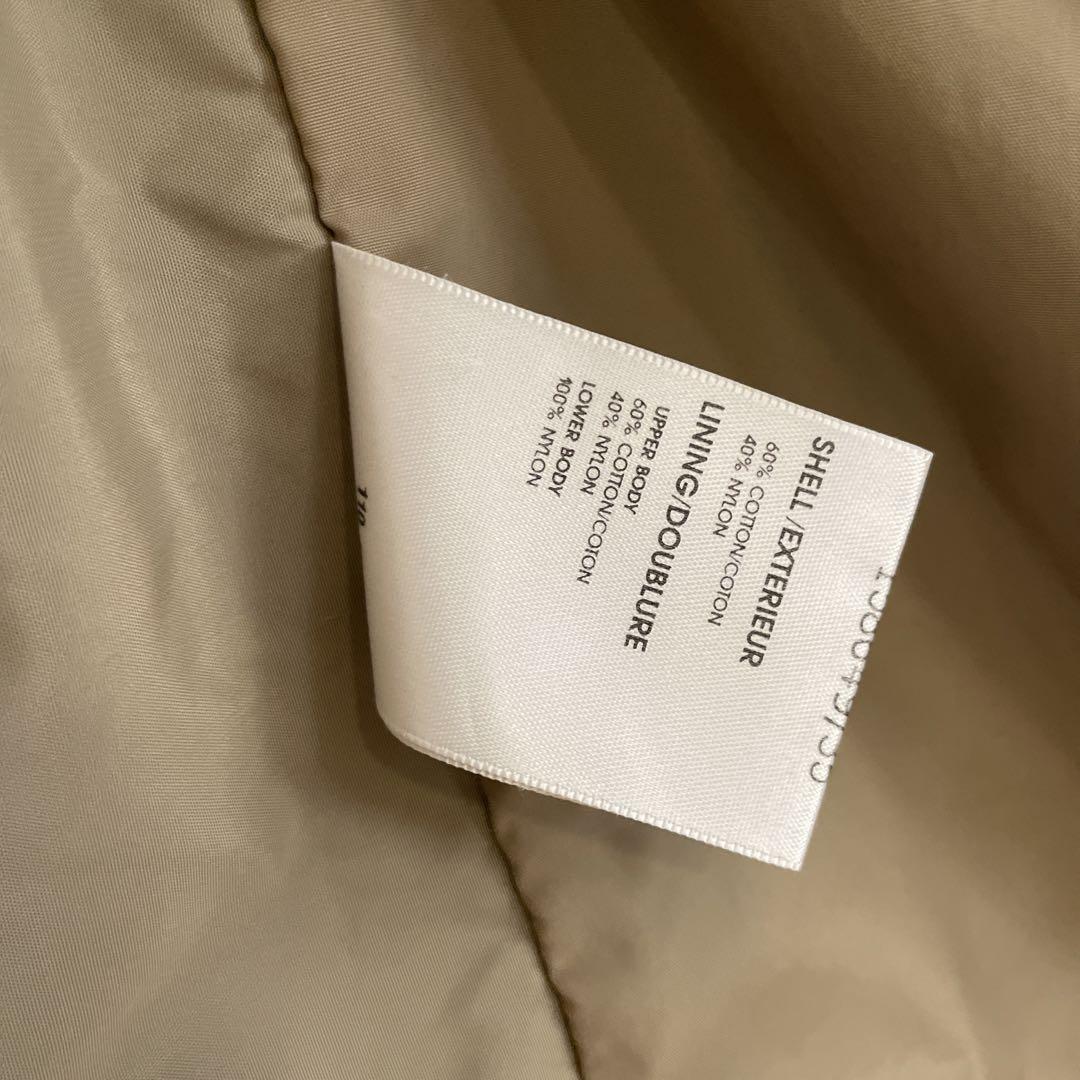 SHELL/EXTERIEUR
60% COTTON/COTON
40% NYLON
LINING/DOUBLURE
UPPER BODY
60% COTTON/COTON
40% NYLON
LOWER BODY
100% NYLON